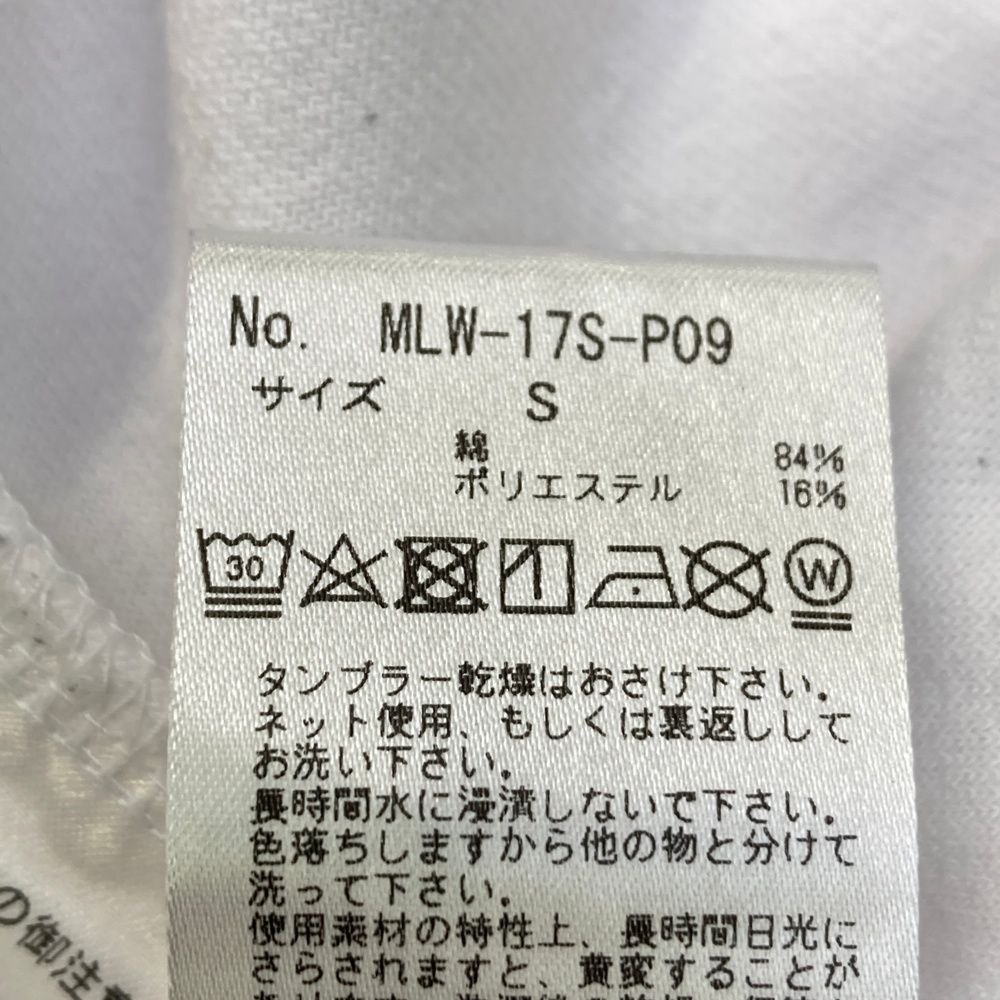 No. MLW-17S-P09
サイズ S
綿 84%
ポリエステル 16%
30 W
タンブラー乾燥はおさけ下さい。
ネット使用、もしくは裏返しして
お洗い下さい。
長時間水に浸漬しないで下さい。
色落ちしますから他の物と分けて
洗って下さい。
使用素材の特性上、長時間日光に
さらされますと、黄変することが
の御注意